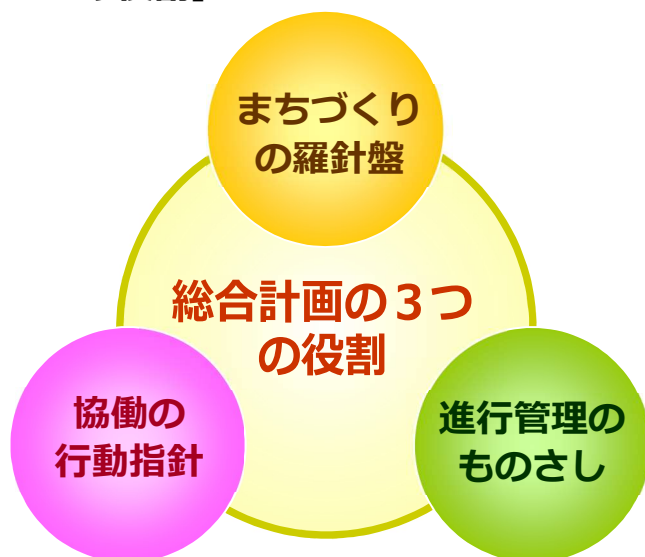 まちづくり
の羅針盤
総合計画の３つ
の役割
協働の
行動指針
進行管理の
ものさし